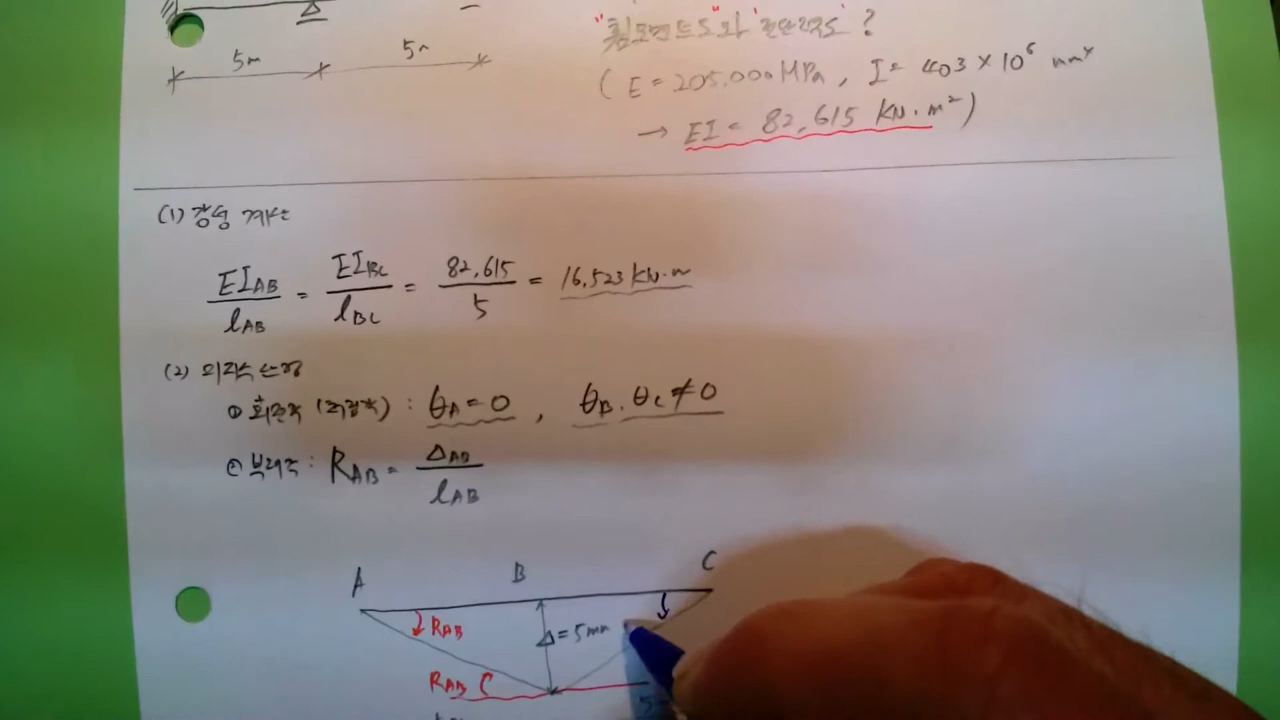 5m 5m
"휨모멘트도"와 '전단력도' ?
( E = 205,000 MPa , I = 403 × 10⁶ mm⁴
→ EI = 82,615 kN·m² )
(1) 강성 계산
EI_AB / l_AB = EI_BC / l_BC = 82,615 / 5 = 16,523 kN·m
(2) 미지수 산정
① 회전각 (처짐각) : θ_A = 0 , θ_B . θ_C ≠ 0
② 부재각 : R_AB = Δ_AB / l_AB
A B C
R_AB Δ = 5mm
R_AB